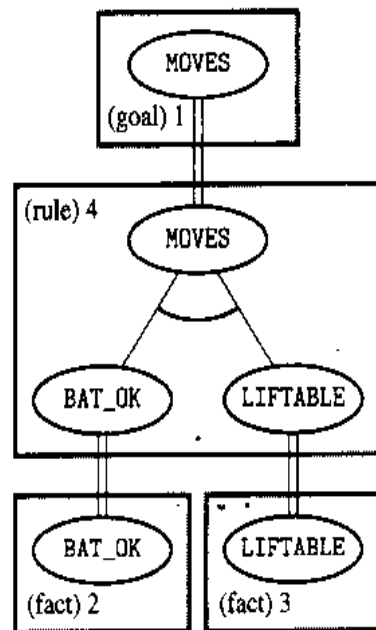 MOVES
(goal) 1
(rule) 4
MOVES
BAT_OK LIFTABLE
BAT_OK LIFTABLE
(fact) 2 (fact) 3